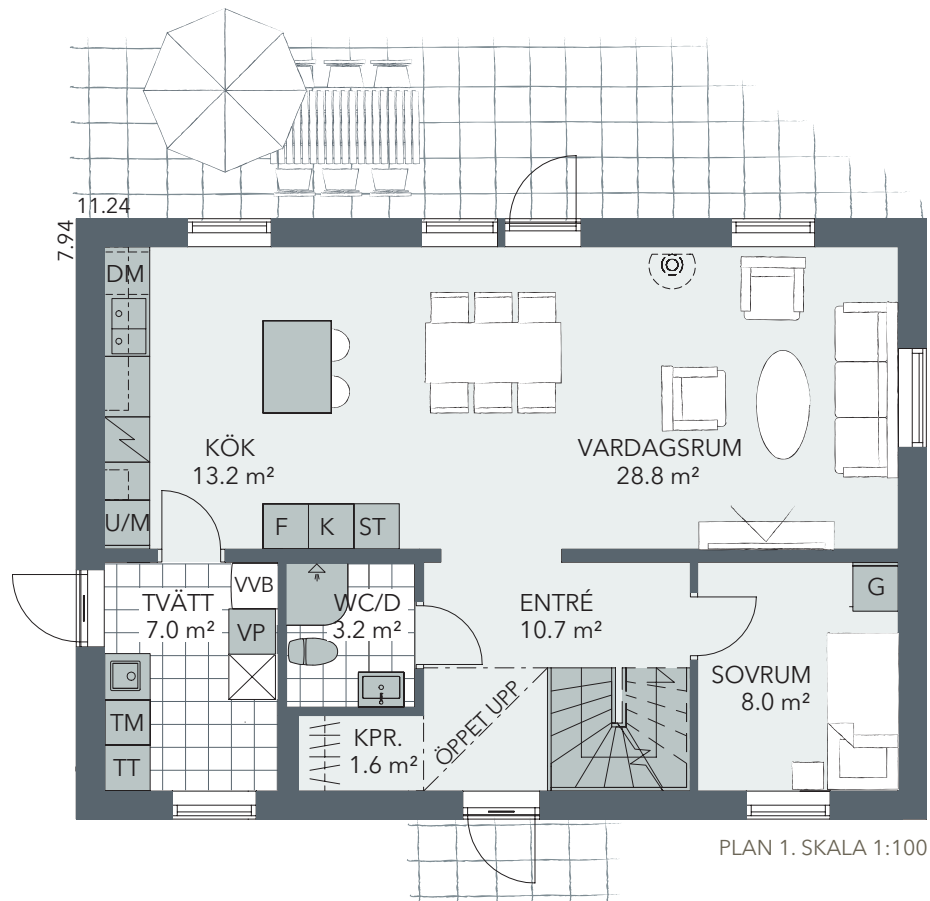 11.24
7.94
DM
KÖK
13.2 m²
VARDAGSRUM
28.8 m²
U/M
F
K
ST
TVÄTT
7.0 m²
VVB
VP
WC/D
3.2 m²
ENTRÉ
10.7 m²
G
SOVRUM
8.0 m²
TM
TT
KPR.
1.6 m²
ÖPPET UPP
PLAN 1. SKALA 1:100